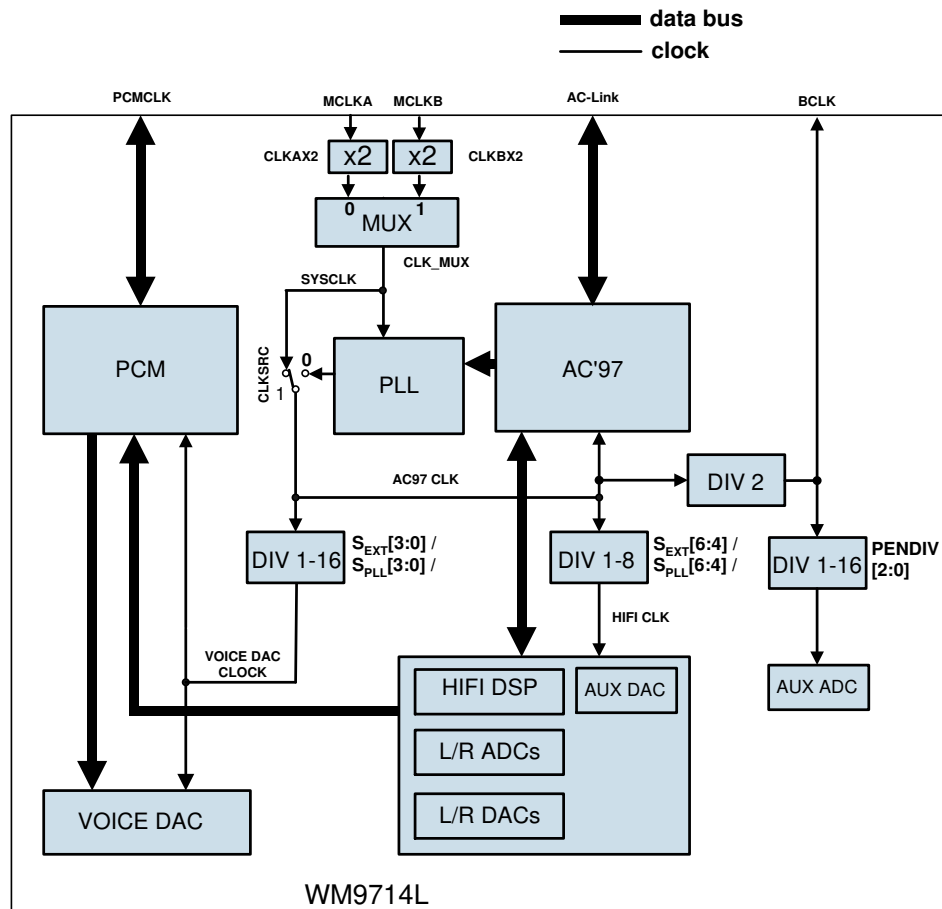 data bus
clock
PCMCLK
MCLKA
MCLKB
AC-Link
BCLK
CLKAX2
x2
x2
CLKBX2
0
1
MUX
CLK_MUX
SYSCLK
PCM
CLKSRC
0
1
PLL
AC'97
AC97 CLK
DIV 2
DIV 1-16
S_EXT[3:0] /
S_PLL[3:0] /
DIV 1-8
S_EXT[6:4] /
S_PLL[6:4] /
DIV 1-16
PENDIV
[2:0]
HIFI CLK
VOICE DAC
CLOCK
HIFI DSP
AUX DAC
AUX ADC
L/R ADCs
L/R DACs
VOICE DAC
WM9714L